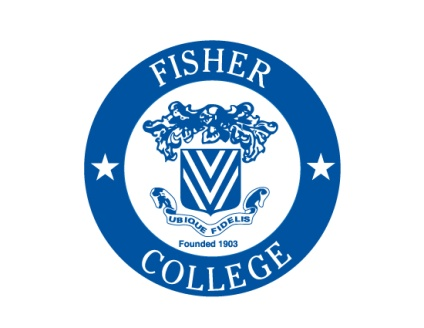 FISHER
UBIQUE FIDELIS
Founded 1903
COLLEGE